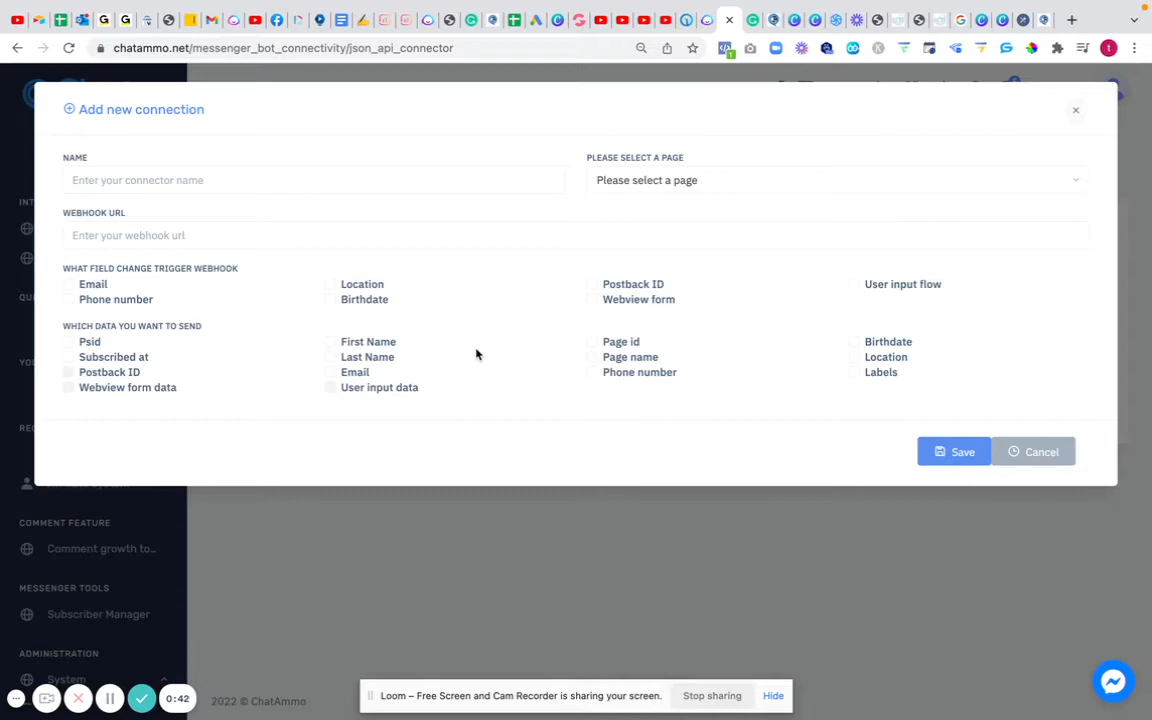 chatammo.net/messenger_bot_connectivity/json_api_connector
Add new connection
NAME
PLEASE SELECT A PAGE
Enter your connector name
Please select a page
WEBHOOK URL
Enter your webhook url
WHAT FIELD CHANGE TRIGGER WEBHOOK
Email Location Postback ID User input flow
Phone number Birthdate Webview form
WHICH DATA YOU WANT TO SEND
Psid First Name Page id Birthdate
Subscribed at Last Name Page name Location
Postback ID Email Phone number Labels
Webview form data User input data
Save Cancel
COMMENT FEATURE
Comment growth to...
MESSENGER TOOLS
Subscriber Manager
ADMINISTRATION
System
0:42
2022 © ChatAmmo
Loom – Free Screen and Cam Recorder is sharing your screen. Stop sharing Hide